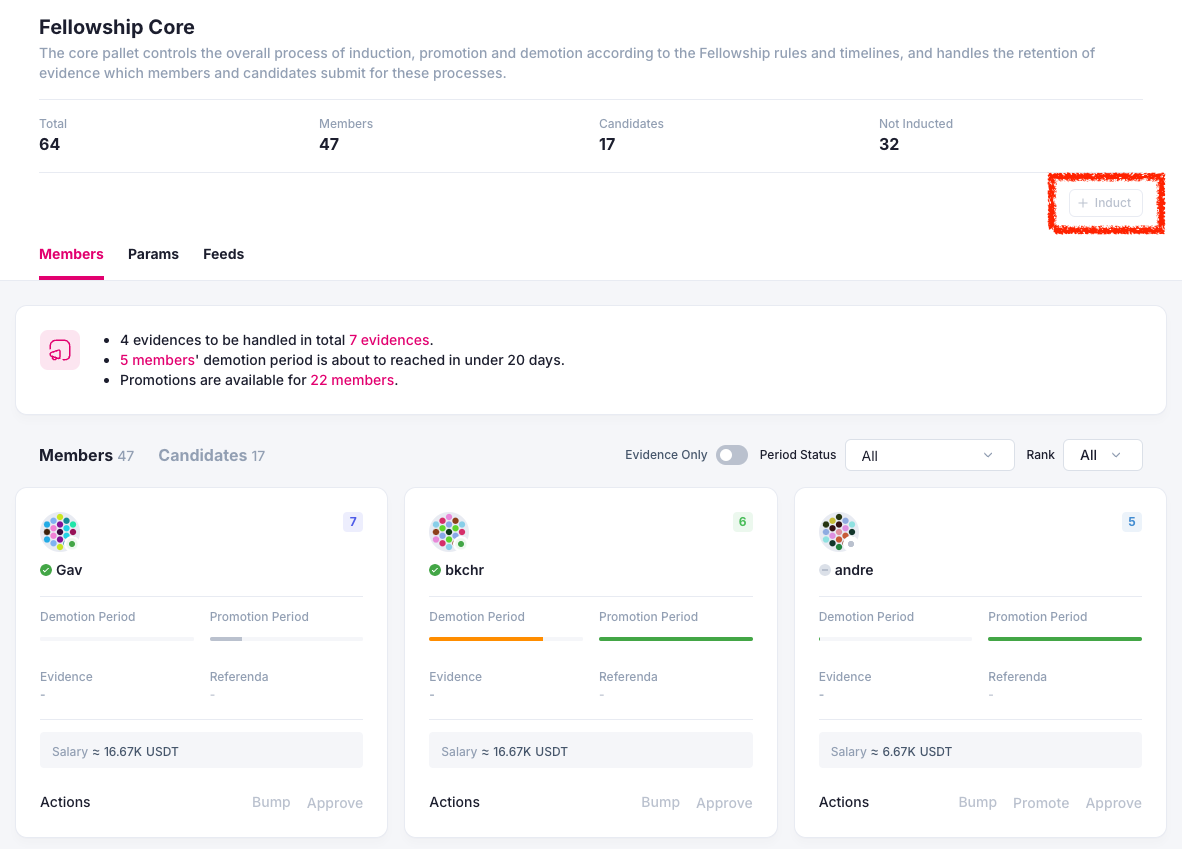 Fellowship Core
The core pallet controls the overall process of induction, promotion and demotion according to the Fellowship rules and timelines, and handles the retention of
evidence which members and candidates submit for these processes.
Total Members Candidates Not Inducted
64 47 17 32
+ Induct
Members Params Feeds
4 evidences to be handled in total 7 evidences.
5 members' demotion period is about to reached in under 20 days.
Promotions are available for 22 members.
Members 47 Candidates 17 Evidence Only Period Status All Rank All
7 6 5
Gav bkchr andre
Demotion Period Promotion Period Demotion Period Promotion Period Demotion Period Promotion Period
Evidence Referenda Evidence Referenda Evidence Referenda
- - - - - -
Salary ≈ 16.67K USDT Salary ≈ 16.67K USDT Salary ≈ 6.67K USDT
Actions Bump Approve Actions Bump Approve Actions Bump Promote Approve